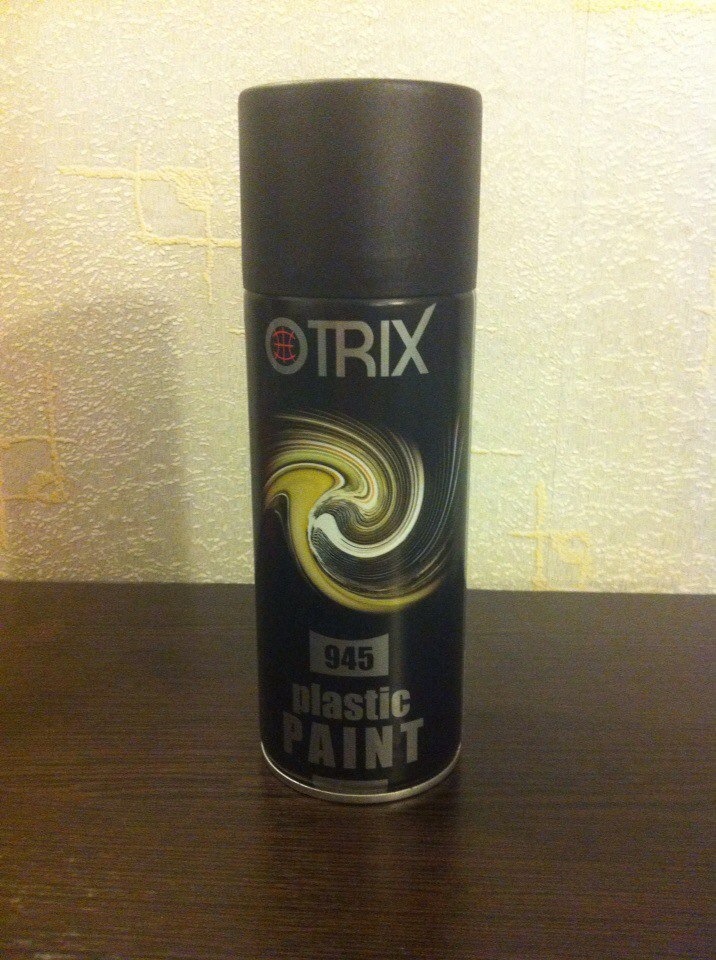 OTRIX
945
plastic
PAINT